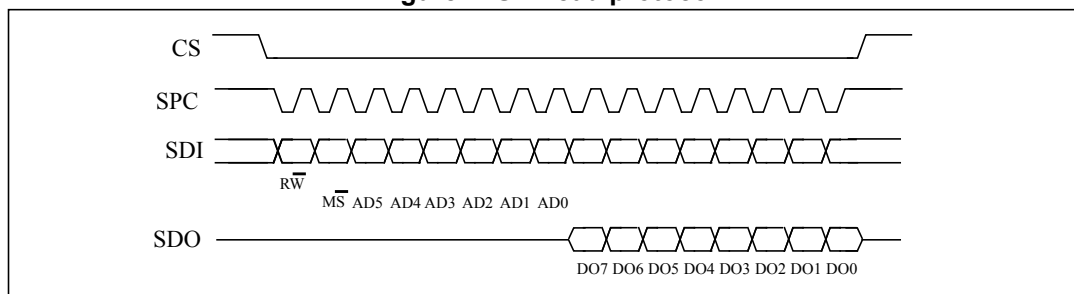 CS
SPC
SDI
RW̅
MS̅ AD5 AD4 AD3 AD2 AD1 AD0
SDO
DO7 DO6 DO5 DO4 DO3 DO2 DO1 DO0